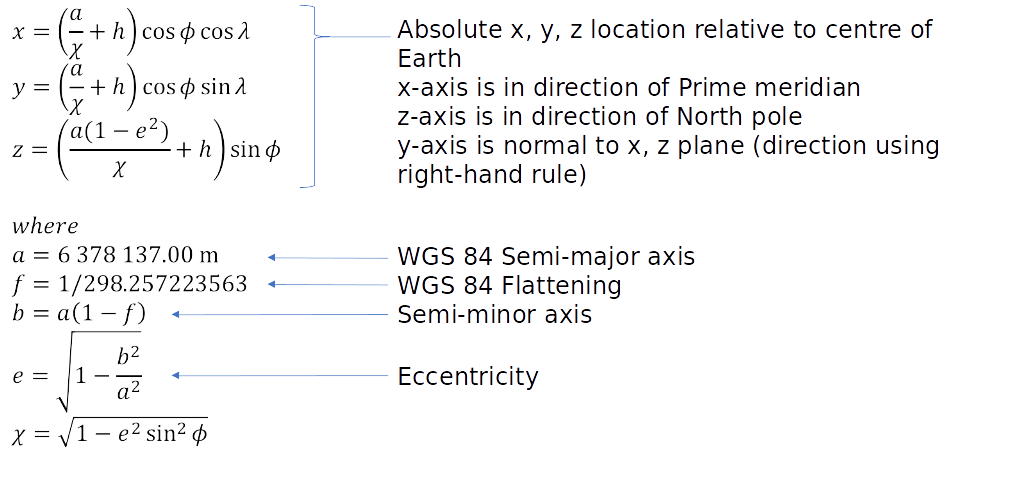 x = (a/χ + h) cos ϕ cos λ
y = (a/χ + h) cos ϕ sin λ
z = (a(1 − e²)/χ + h) sin ϕ
Absolute x, y, z location relative to centre of
Earth
x-axis is in direction of Prime meridian
z-axis is in direction of North pole
y-axis is normal to x, z plane (direction using
right-hand rule)
where
a = 6 378 137.00 m
WGS 84 Semi-major axis
f = 1/298.257223563
WGS 84 Flattening
b = a(1 − f)
Semi-minor axis
e = √(1 − b²/a²)
Eccentricity
χ = √(1 − e² sin² ϕ)